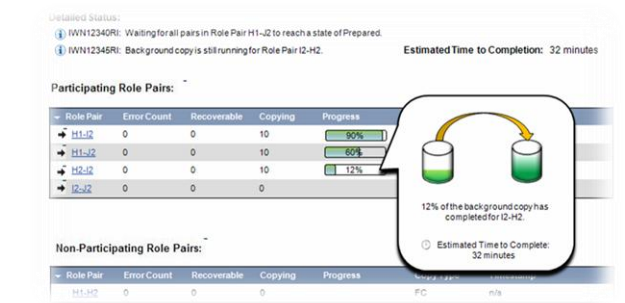 Detailed Status:
IWN12340RI: Waiting for all pairs in Role Pair H1-J2 to reach a state of Prepared.
IWN12345RI: Background copy is still running for Role Pair I2-H2. Estimated Time to Completion: 32 minutes
Participating Role Pairs:
Role Pair Error Count Recoverable Copying Progress
H1-I2 0 0 10 90%
H1-J2 0 0 10 60%
H2-I2 0 0 10 12%
I2-J2 0 0 0
12% of the background copy has
completed for I2-H2.
Estimated Time to Complete:
32 minutes
Non-Participating Role Pairs:
Role Pair Error Count Recoverable Copying Progress Copy Type Timestamp
H1-H2 0 0 0 FC n/a